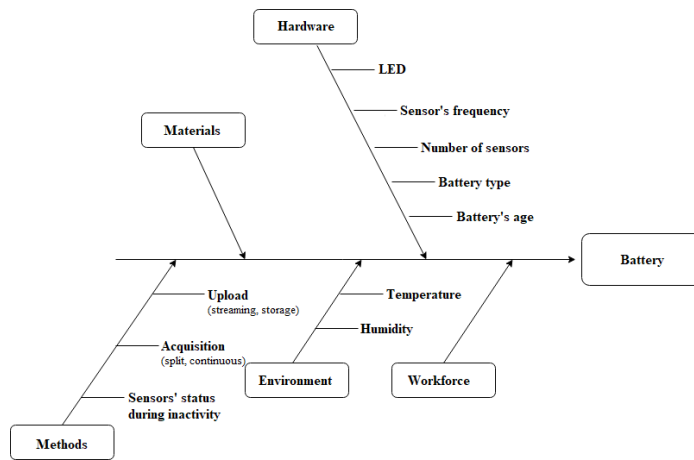 Hardware
LED
Sensor's frequency
Materials
Number of sensors
Battery type
Battery's age
Battery
Upload
(streaming, storage)
Temperature
Humidity
Acquisition
(split, continuous)
Environment
Workforce
Sensors' status
during inactivity
Methods